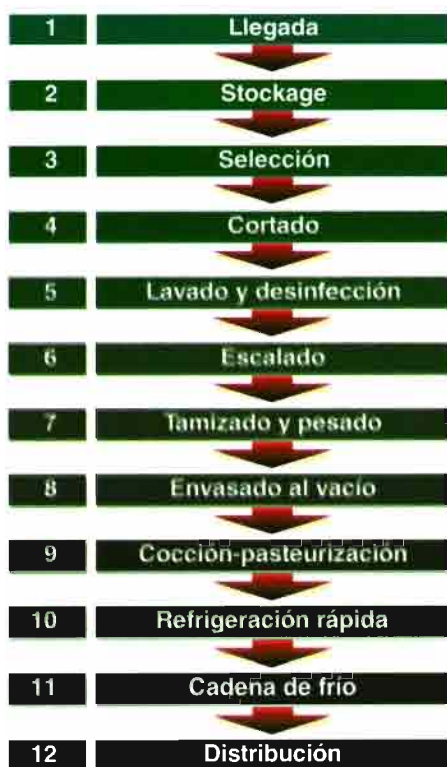 1 Llegada
2 Stockage
3 Selección
4 Cortado
5 Lavado y desinfección
6 Escalado
7 Tamizado y pesado
8 Envasado al vacío
9 Cocción-pasteurización
10 Refrigeración rápida
11 Cadena de frío
12 Distribución